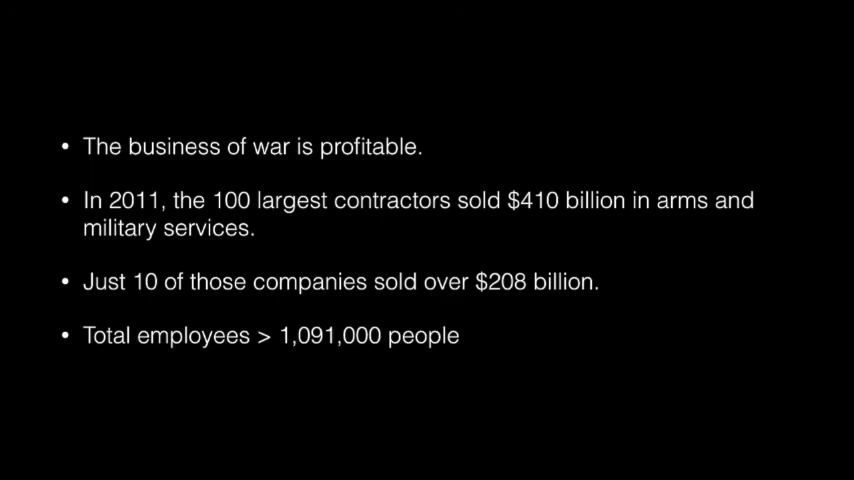 • The business of war is profitable.
• In 2011, the 100 largest contractors sold $410 billion in arms and
military services.
• Just 10 of those companies sold over $208 billion.
• Total employees > 1,091,000 people